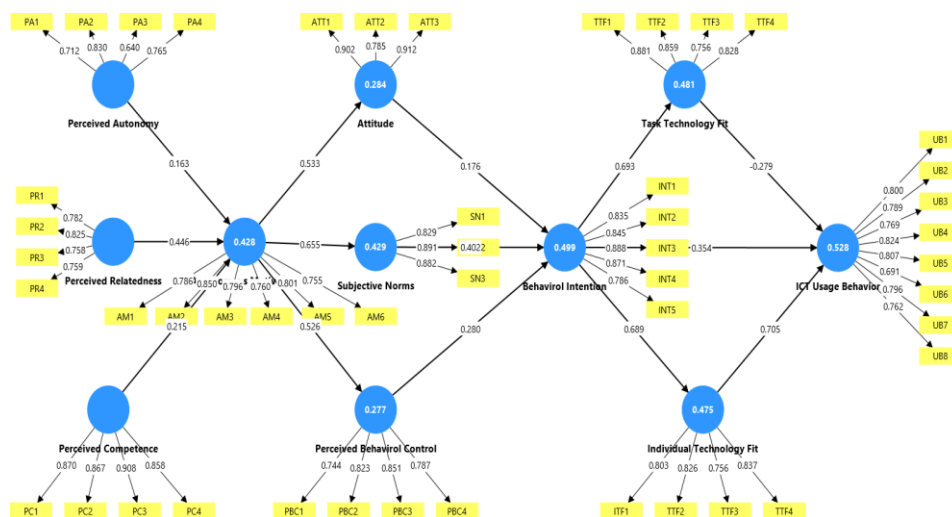 PA1 PA2 PA3 PA4 ATT1 ATT2 ATT3 TTF1 TTF2 TTF3 TTF4
0.712 0.830 0.640 0.765 0.902 0.785 0.912 0.881 0.859 0.756 0.828
0.284 0.481
Perceived Autonomy Attitude Task Technology Fit
UB1
0.163 0.533 0.176 0.693 -0.279
UB2
PR1 INT1 0.800
0.782 SN1 0.835 0.789 UB3
PR2 0.829 INT2 0.769
0.825 0.845 0.824 UB4
0.446 0.428 0.655 0.429 0.891 0.499 0.888 INT3 0.354 0.528
PR3 0.758 0.882 0.871 0.807 UB5
0.759 SN3 INT4 0.691
Perceived Relatedness Subjective Norms Behavirol Intention 0.786 ICT Usage Behavior
PR4 0.850 0.796 0.760 0.801 0.755 0.796 UB6
INT5 0.762
AM1 AM2 AM3 AM4 AM5 AM6 UB7
0.215 0.526 0.280 0.689 0.705
UB8
0.277 0.475
Perceived Competence Perceived Behavirol Control Individual Technology Fit
0.870 0.867 0.908 0.858 0.744 0.823 0.851 0.787 0.803 0.826 0.756 0.837
PC1 PC2 PC3 PC4 PBC1 PBC2 PBC3 PBC4 ITF1 TTF2 TTF3 TTF4